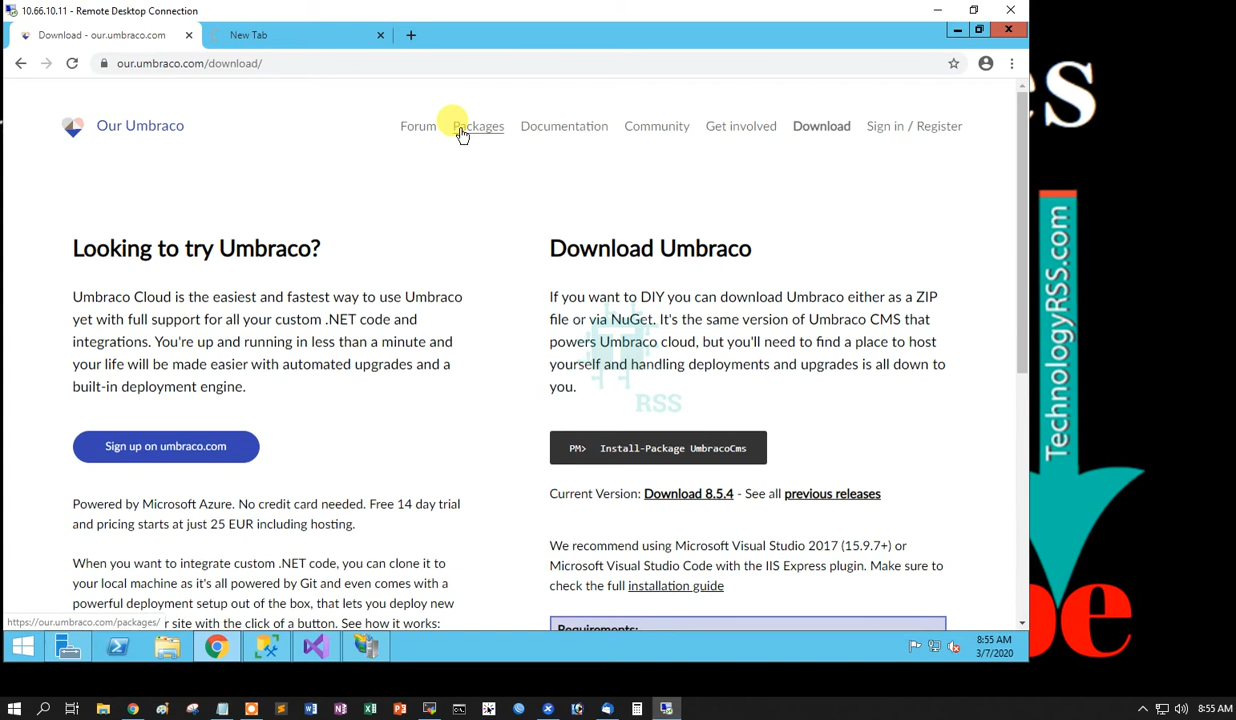 10.66.10.11 - Remote Desktop Connection
Download - our.umbraco.com
New Tab
our.umbraco.com/download/
Our Umbraco
Forum
Packages
Documentation
Community
Get involved
Download
Sign in / Register
Looking to try Umbraco?
Umbraco Cloud is the easiest and fastest way to use Umbraco
yet with full support for all your custom .NET code and
integrations. You're up and running in less than a minute and
your life will be made easier with automated upgrades and a
built-in deployment engine.
Sign up on umbraco.com
Powered by Microsoft Azure. No credit card needed. Free 14 day trial
and pricing starts at just 25 EUR including hosting.
When you want to integrate custom .NET code, you can clone it to
your local machine as it's all powered by Git and even comes with a
powerful deployment setup out of the box, that lets you deploy new
r site with the click of a button. See how it works:
https://our.umbraco.com/packages/
Download Umbraco
If you want to DIY you can download Umbraco either as a ZIP
file or via NuGet. It's the same version of Umbraco CMS that
powers Umbraco cloud, but you'll need to find a place to host
yourself and handling deployments and upgrades is all down to
you.
RSS
PM> Install-Package UmbracoCms
Current Version: Download 8.5.4 - See all previous releases
We recommend using Microsoft Visual Studio 2017 (15.9.7+) or
Microsoft Visual Studio Code with the IIS Express plugin. Make sure to
check the full installation guide
Requirements:
8:55 AM
3/7/2020
TechnologyRSS.com
8:55 AM